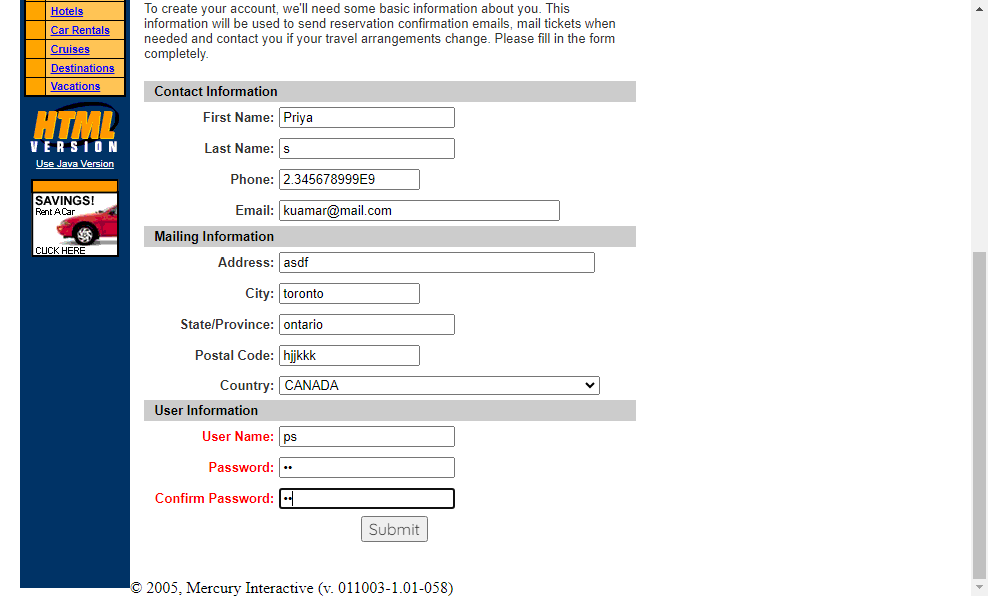 Hotels
Car Rentals
Cruises
Destinations
Vacations
HTML
VERSION
Use Java Version
SAVINGS!
Rent A Car
CLICK HERE
To create your account, we'll need some basic information about you. This
information will be used to send reservation confirmation emails, mail tickets when
needed and contact you if your travel arrangements change. Please fill in the form
completely.
Contact Information
First Name: Priya
Last Name: s
Phone: 2.345678999E9
Email: kuamar@mail.com
Mailing Information
Address: asdf
City: toronto
State/Province: ontario
Postal Code: hjjkkk
Country: CANADA
User Information
User Name: ps
Password: ••
Confirm Password: ••
Submit
© 2005, Mercury Interactive (v. 011003-1.01-058)